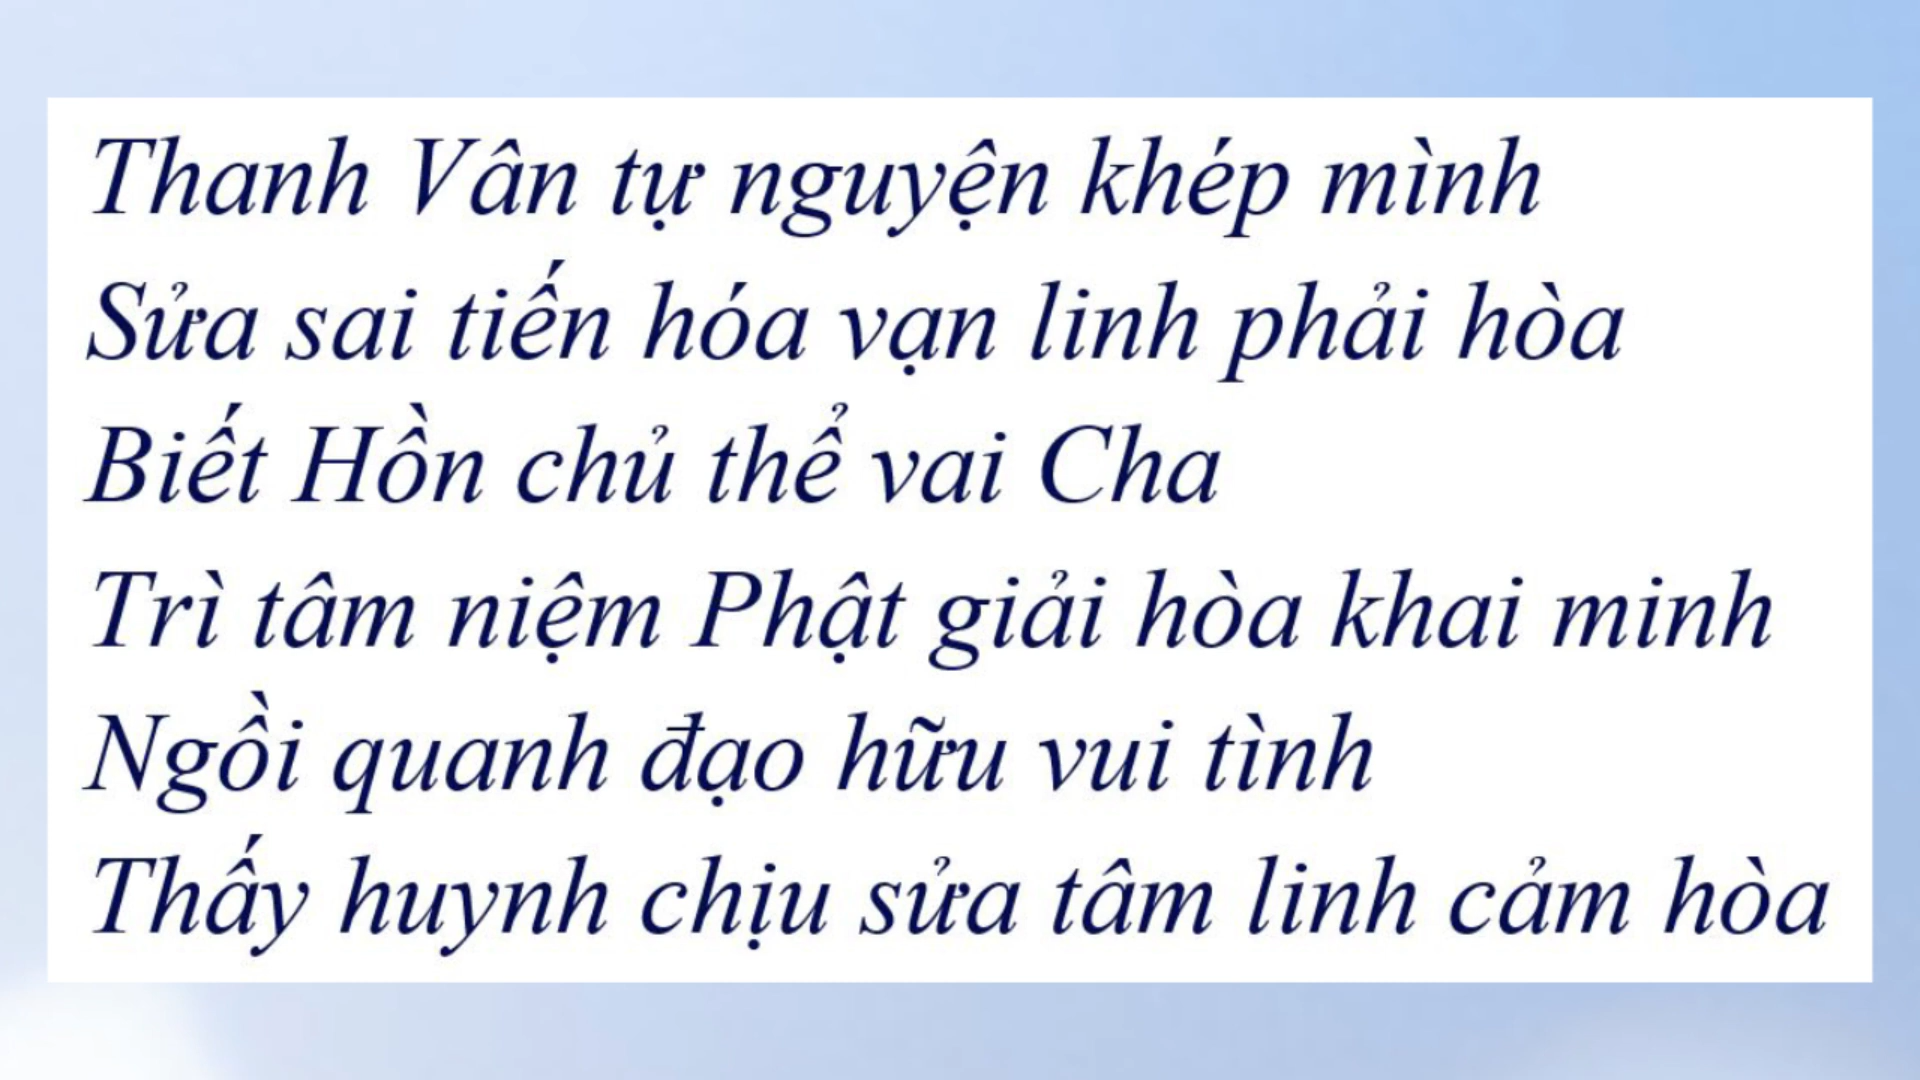 Thanh Vân tự nguyện khép mình
Sửa sai tiến hóa vạn linh phải hòa
Biết Hồn chủ thể vai Cha
Trì tâm niệm Phật giải hòa khai minh
Ngồi quanh đạo hữu vui tình
Thấy huynh chịu sửa tâm linh cảm hòa